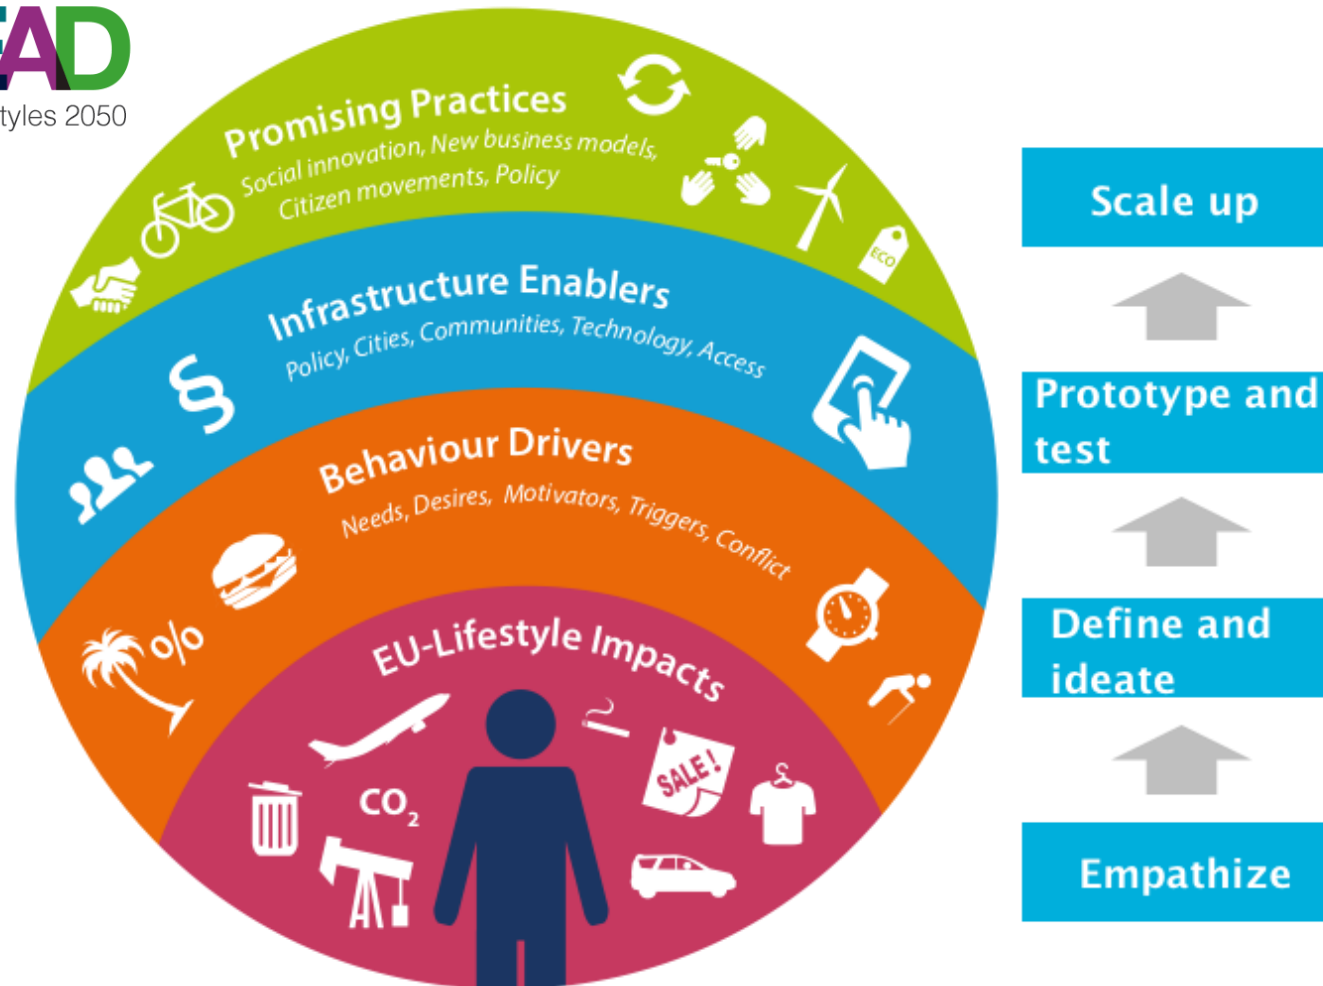 EAD
tyles 2050
Promising Practices
Social innovation, New business models,
Citizen movements, Policy
ECO
Infrastructure Enablers
Policy, Cities, Communities, Technology, Access
§
Behaviour Drivers
Needs, Desires, Motivators, Triggers, Conflict
%
EU-Lifestyle Impacts
SALE!
CO₂
Scale up
Prototype and
test
Define and
ideate
Empathize